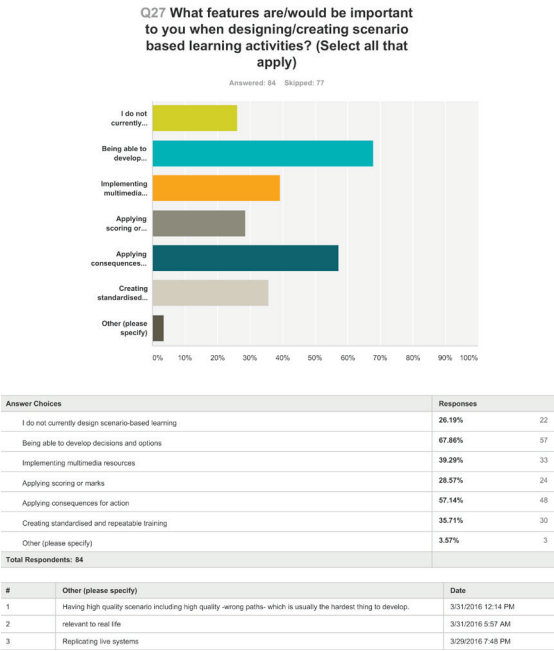 Q27 What features are/would be important
to you when designing/creating scenario
based learning activities? (Select all that
apply)
Answered: 84 Skipped: 77
I do not
currently...
Being able to
develop...
Implementing
multimedia...
Applying
scoring or...
Applying
consequences...
Creating
standardised...
Other (please
specify)
0% 10% 20% 30% 40% 50% 60% 70% 80% 90% 100%
Answer Choices Responses
I do not currently design scenario-based learning 26.19% 22
Being able to develop decisions and options 67.86% 57
Implementing multimedia resources 39.29% 33
Applying scoring or marks 28.57% 24
Applying consequences for action 57.14% 48
Creating standardised and repeatable training 35.71% 30
Other (please specify) 3.57% 3
Total Respondents: 84
# Other (please specify) Date
1 Having high quality scenario including high quality -wrong paths- which is usually the hardest thing to develop. 3/31/2016 12:14 PM
2 relevant to real life 3/31/2016 5:57 AM
3 Replicating live systems 3/29/2016 7:48 PM